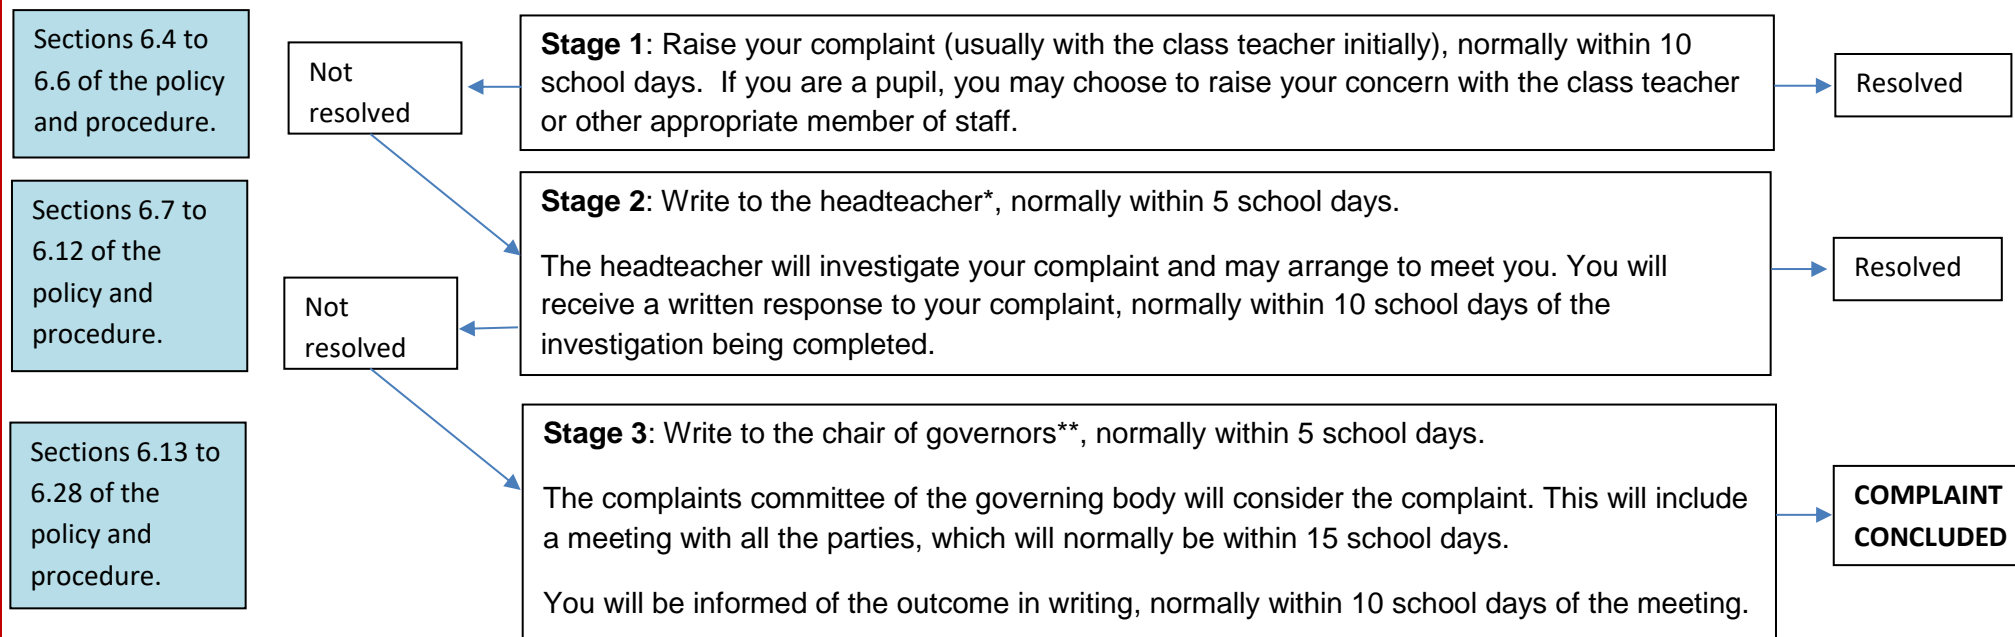 Sections 6.4 to
6.6 of the policy
and procedure.
Not
resolved
Stage 1: Raise your complaint (usually with the class teacher initially), normally within 10
school days.  If you are a pupil, you may choose to raise your concern with the class teacher
or other appropriate member of staff.
Resolved
Sections 6.7 to
6.12 of the
policy and
procedure.
Not
resolved
Stage 2: Write to the headteacher*, normally within 5 school days.
The headteacher will investigate your complaint and may arrange to meet you. You will
receive a written response to your complaint, normally within 10 school days of the
investigation being completed.
Resolved
Sections 6.13 to
6.28 of the
policy and
procedure.
Stage 3: Write to the chair of governors**, normally within 5 school days.
The complaints committee of the governing body will consider the complaint. This will include
a meeting with all the parties, which will normally be within 15 school days.
You will be informed of the outcome in writing, normally within 10 school days of the meeting.
COMPLAINT
CONCLUDED